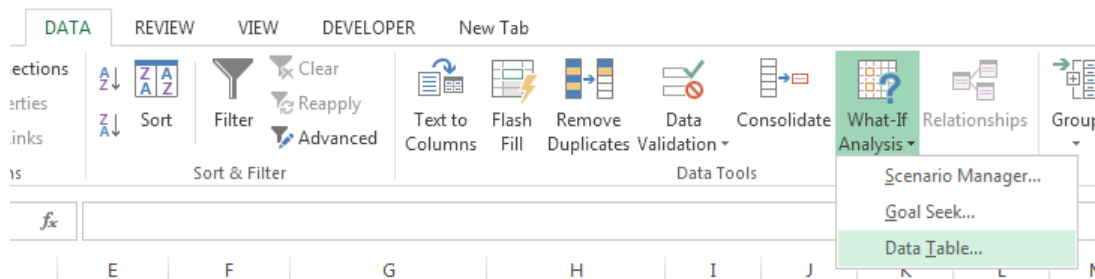 DATA REVIEW VIEW DEVELOPER New Tab
ections
erties
inks
A Z
Z A
Z A
A Z
Sort
Filter
Clear
Reapply
Advanced
Sort & Filter
Text to
Columns
Flash
Fill
Remove
Duplicates
Data
Validation
Consolidate
What-If
Analysis
Relationships
Group
Data Tools
Scenario Manager...
Goal Seek...
Data Table...
fx
E F G H I J K L